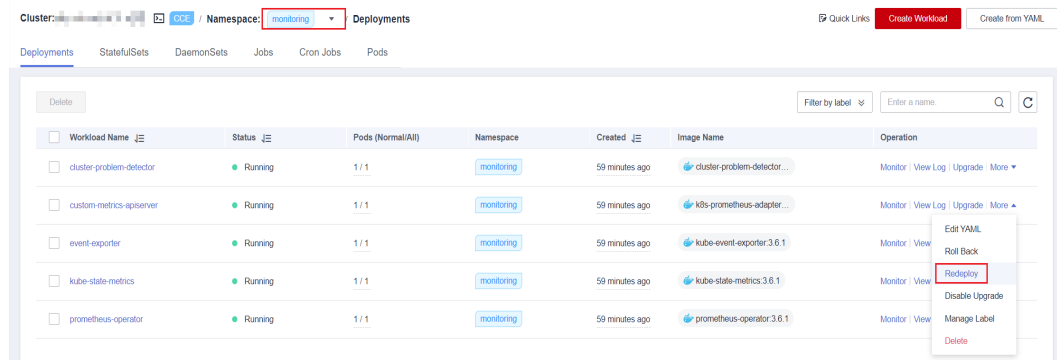 Cluster: CCE / Namespace: monitoring / Deployments Quick Links Create Workload Create from YAML
Deployments StatefulSets DaemonSets Jobs Cron Jobs Pods
Delete Filter by label Enter a name.
Workload Name Status Pods (Normal/All) Namespace Created Image Name Operation
cluster-problem-detector Running 1 / 1 monitoring 59 minutes ago cluster-problem-detector... Monitor | View Log | Upgrade | More
custom-metrics-apiserver Running 1 / 1 monitoring 59 minutes ago k8s-prometheus-adapter... Monitor | View Log | Upgrade | More
Edit YAML
event-exporter Running 1 / 1 monitoring 59 minutes ago kube-event-exporter:3.6.1 Monitor | View
Roll Back
Redeploy
kube-state-metrics Running 1 / 1 monitoring 59 minutes ago kube-state-metrics:3.6.1 Monitor | View
Disable Upgrade
prometheus-operator Running 1 / 1 monitoring 59 minutes ago prometheus-operator:3.6.1 Monitor | View
Manage Label
Delete